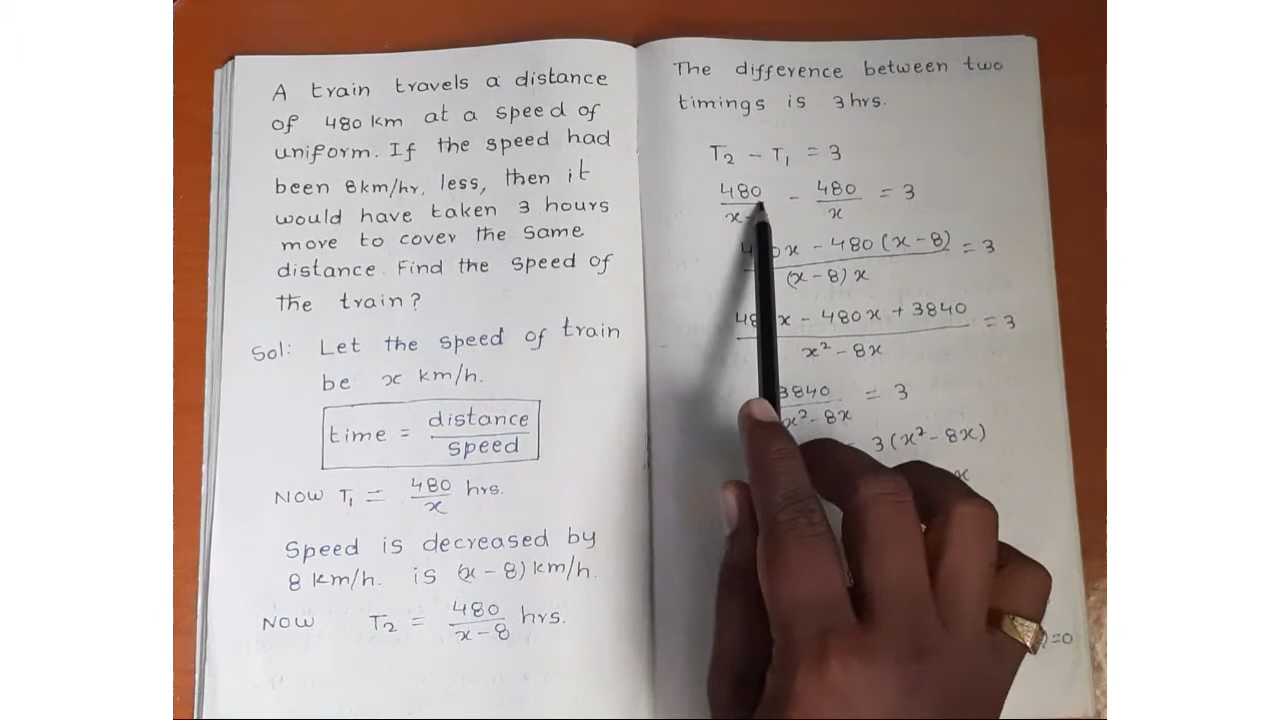 A train travels a distance
of 480 km at a speed of
uniform. If the speed had
been 8km/hr, less, then it
would have taken 3 hours
more to cover the same
distance. Find the speed of
the train?
Sol: Let the speed of train
be x km/h.
time = distance/speed
Now T₁ = 480/x hrs.
Speed is decreased by
8 km/h. is (x-8) km/h.
Now T₂ = 480/x-8 hrs.
The difference between two
timings is 3 hrs.
T₂ - T₁ = 3
480/x- - 480/x = 3
x - 480(x-8)/(x-8)x = 3
x - 480x + 3840/x² - 8x = 3
3840/x² - 8x = 3
= 3(x² - 8x)
x
)=0